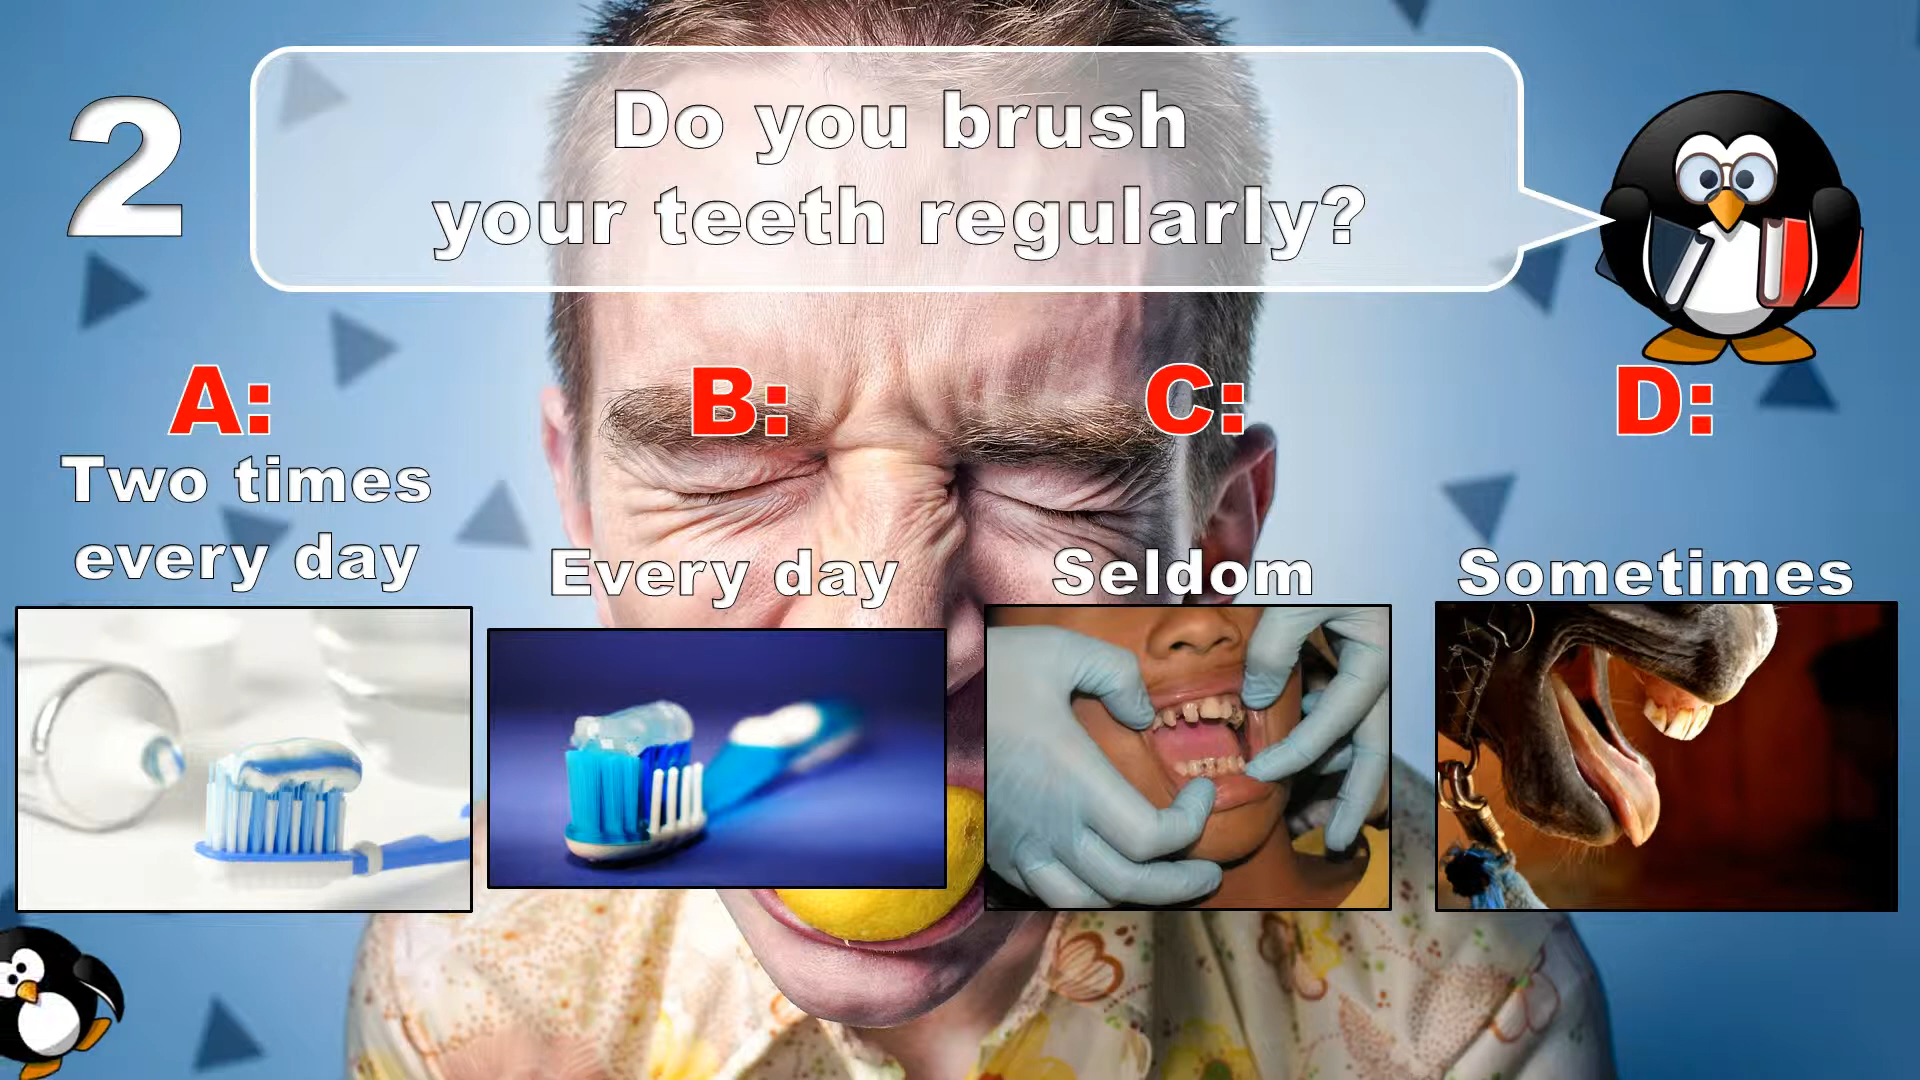 2
Do you brush
your teeth regularly?
A:
Two times
every day
B:
Every day
C:
Seldom
D:
Sometimes